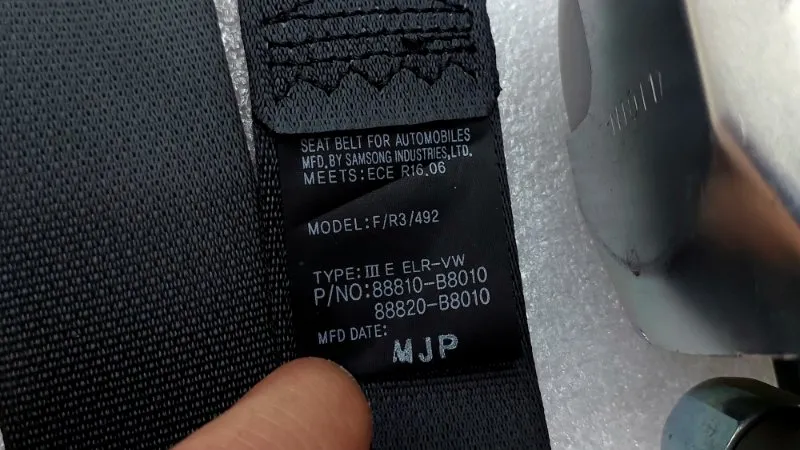 SEAT BELT FOR AUTOMOBILES
MFD. BY SAMSONG INDUSTRIES, LTD.
MEETS:ECE R16.06
MODEL:F/R3/492
TYPE:Ⅲ E ELR-VW
P/NO:88810-B8010
88820-B8010
MFD DATE:
MJP